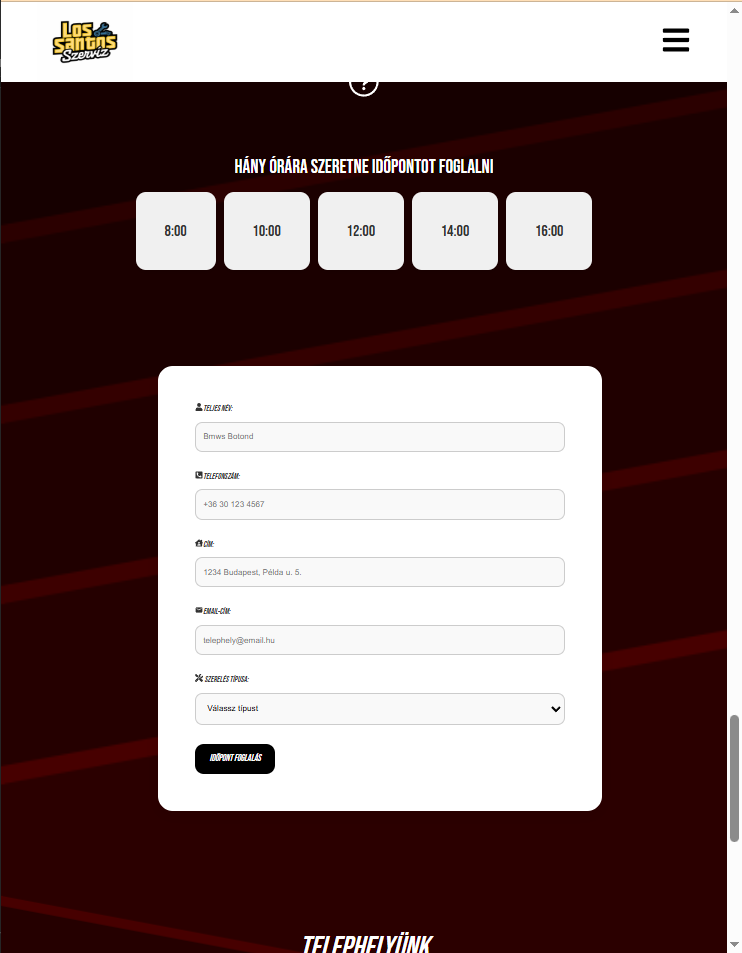 Los
Santos
Szerviz
?
HÁNY ÓRÁRA SZERETNE IDŐPONTOT FOGLALNI
8:00
10:00
12:00
14:00
16:00
TELJES NÉV:
Bmws Botond
TELEFONSZÁM:
+36 30 123 4567
CÍM:
1234 Budapest, Példa u. 5.
EMAIL-CÍM:
telephely@email.hu
SZERELÉS TÍPUSA:
Válassz típust
IDŐPONT FOGLALÁS
TELEPHELYÜNK